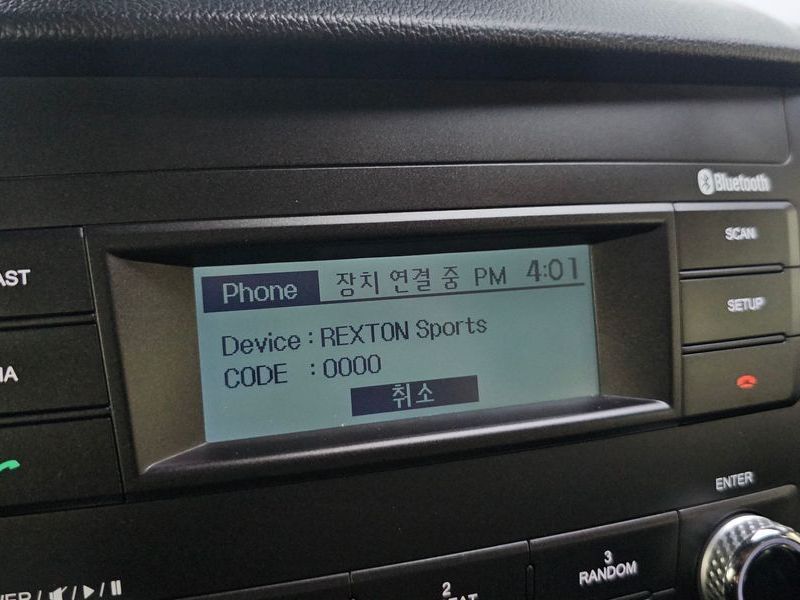 Bluetooth
AST
SCAN
Phone 장치 연결 중 PM 4:01
SETUP
Device : REXTON Sports
IA
CODE : 0000
취소
ENTER
3
RANDOM
2